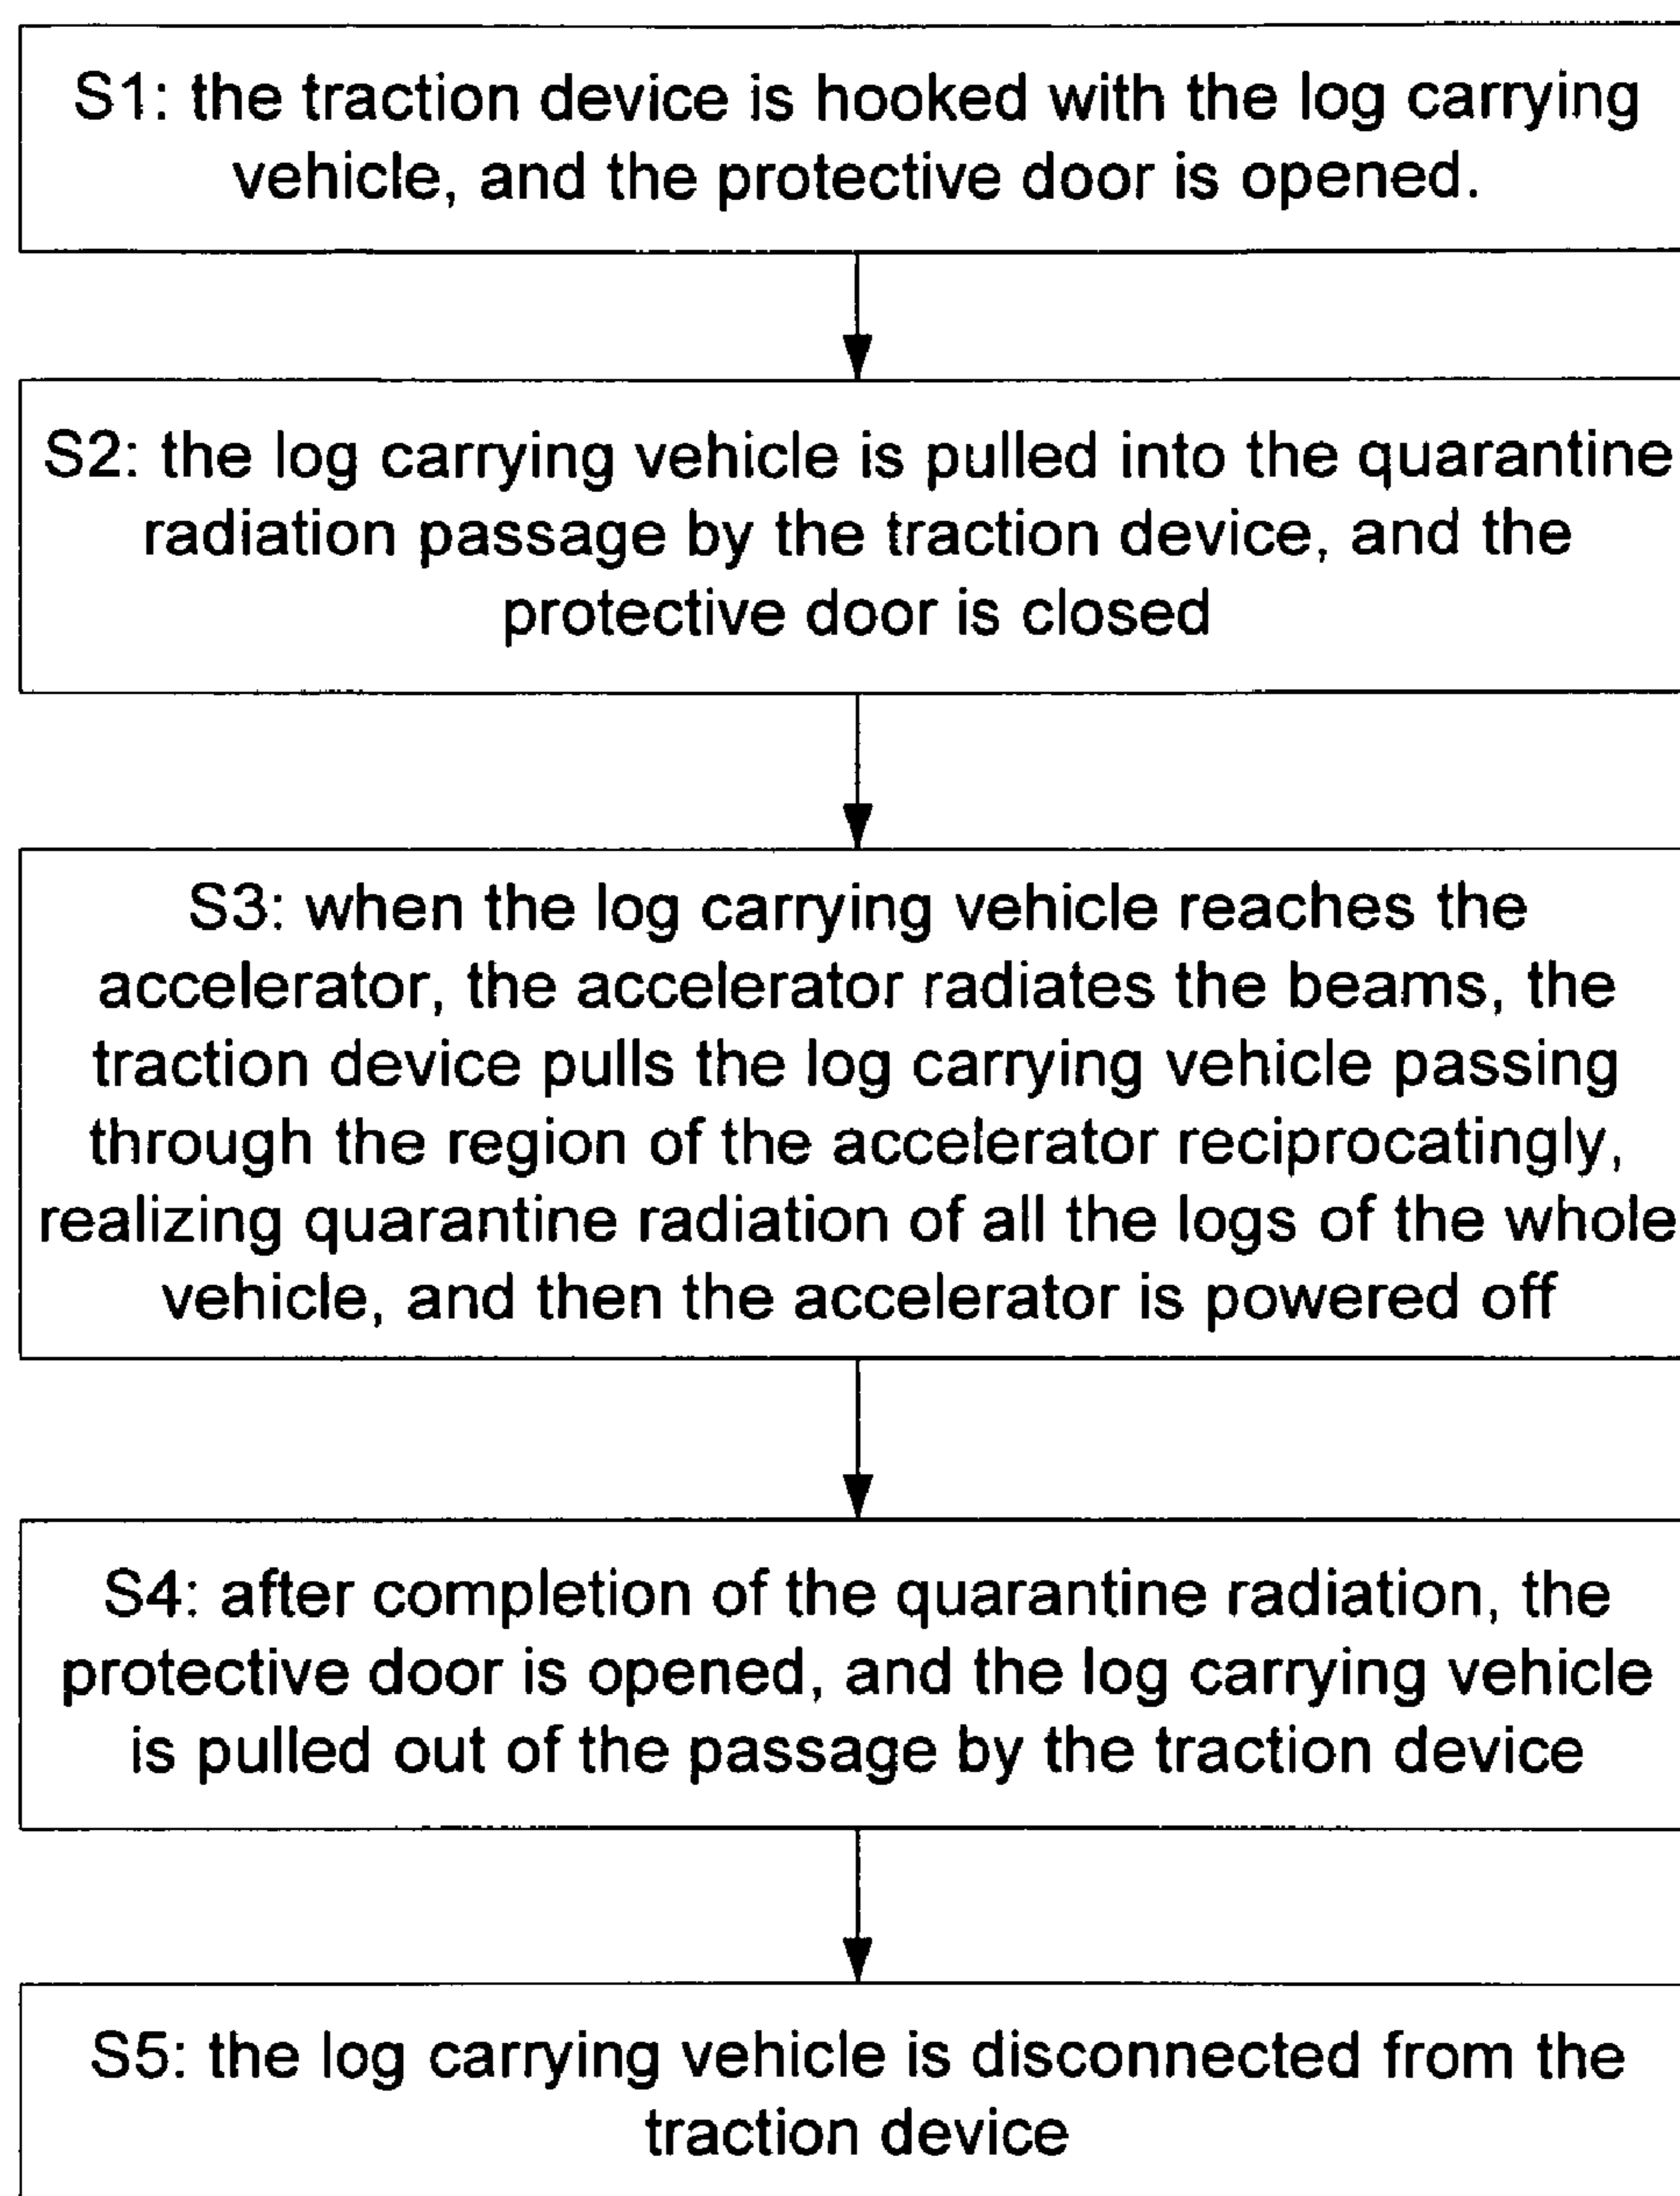 S1: the traction device is hooked with the log carrying
vehicle, and the protective door is opened.
S2: the log carrying vehicle is pulled into the quarantine
radiation passage by the traction device, and the
protective door is closed
S3: when the log carrying vehicle reaches the
accelerator, the accelerator radiates the beams, the
traction device pulls the log carrying vehicle passing
through the region of the accelerator reciprocatingly,
realizing quarantine radiation of all the logs of the whole
vehicle, and then the accelerator is powered off
S4: after completion of the quarantine radiation, the
protective door is opened, and the log carrying vehicle
is pulled out of the passage by the traction device
S5: the log carrying vehicle is disconnected from the
traction device